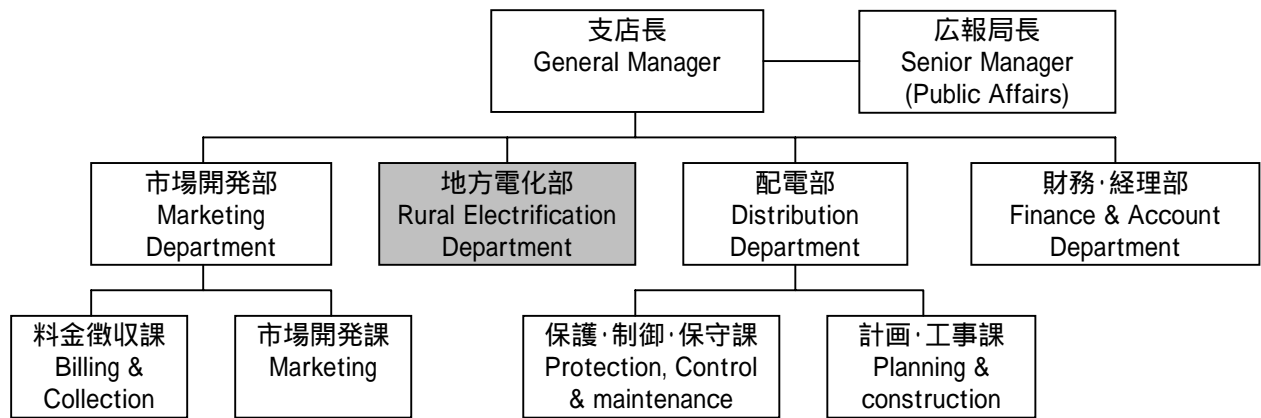 支店長
General Manager
広報局長
Senior Manager
(Public Affairs)
市場開発部
Marketing
Department
地方電化部
Rural Electrification
Department
配電部
Distribution
Department
財務･経理部
Finance & Account
Department
料金徴収課
Billing &
Collection
市場開発課
Marketing
保護･制御･保守課
Protection, Control
& maintenance
計画･工事課
Planning &
construction